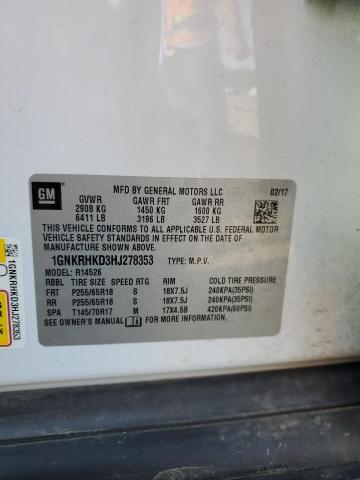 GM
MFD BY GENERAL MOTORS LLC 02/17
GVWR GAWR FRT GAWR RR
2908 KG 1450 KG 1600 KG
6411 LB 3196 LB 3527 LB
THIS VEHICLE CONFORMS TO ALL APPLICABLE U.S. FEDERAL MOTOR
VEHICLE SAFETY AND THEFT PREVENTION STANDARDS IN EFFECT ON
THE DATE OF MANUFACTURE SHOWN ABOVE.
1GNKRHKD3HJ278353 TYPE: M.P.V.
MODEL: R14526
RBBL TIRE SIZE SPEED RTG RIM COLD TIRE PRESSURE
FRT P255/65R18 S 18X7.5J 240KPA(35PSI)
RR P255/65R18 S 18X7.5J 240KPA(35PSI)
SPA T145/70R17 M 17X4.5B 420KPA(60PSI)
SEE OWNER'S MANUAL FOR MORE INFORMATION
1GNKRHKD3HJ278353